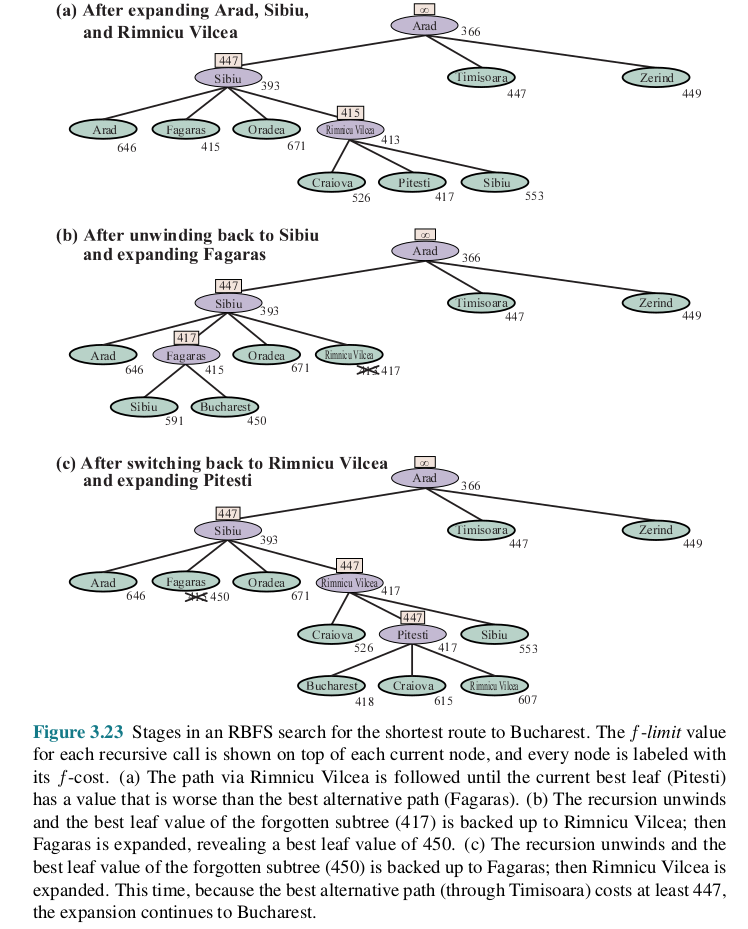 (a) After expanding Arad, Sibiu,
and Rimnicu Vilcea
∞
Arad
366
447
Sibiu
393
Timisoara
447
Zerind
449
Arad
646
Fagaras
415
Oradea
671
415
Rimnicu Vilcea
413
Craiova
526
Pitesti
417
Sibiu
553
(b) After unwinding back to Sibiu
and expanding Fagaras
∞
Arad
366
447
Sibiu
393
Timisoara
447
Zerind
449
Arad
646
417
Fagaras
415
Oradea
671
Rimnicu Vilcea
413 417
Sibiu
591
Bucharest
450
(c) After switching back to Rimnicu Vilcea
and expanding Pitesti
∞
Arad
366
447
Sibiu
393
Timisoara
447
Zerind
449
Arad
646
Fagaras
415 450
Oradea
671
447
Rimnicu Vilcea
417
Craiova
526
447
Pitesti
417
Sibiu
553
Bucharest
418
Craiova
615
Rimnicu Vilcea
607
Figure 3.23 Stages in an RBFS search for the shortest route to Bucharest. The f-limit value
for each recursive call is shown on top of each current node, and every node is labeled with
its f-cost. (a) The path via Rimnicu Vilcea is followed until the current best leaf (Pitesti)
has a value that is worse than the best alternative path (Fagaras). (b) The recursion unwinds
and the best leaf value of the forgotten subtree (417) is backed up to Rimnicu Vilcea; then
Fagaras is expanded, revealing a best leaf value of 450. (c) The recursion unwinds and the
best leaf value of the forgotten subtree (450) is backed up to Fagaras; then Rimnicu Vilcea is
expanded. This time, because the best alternative path (through Timisoara) costs at least 447,
the expansion continues to Bucharest.